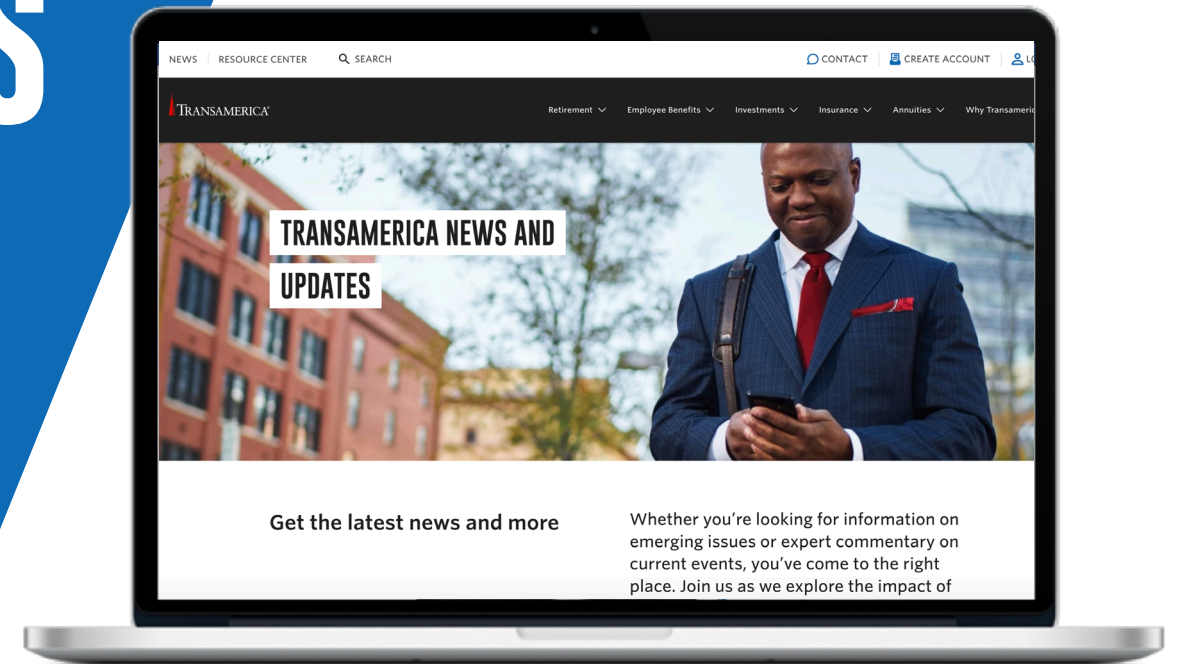 S
NEWS RESOURCE CENTER SEARCH CONTACT CREATE ACCOUNT
TRANSAMERICA®
Retirement Employee Benefits Investments Insurance Annuities Why
TRANSAMERICA NEWS AND
UPDATES
Get the latest news and more
Whether you’re looking for information on
emerging issues or expert commentary on
current events, you’ve come to the right
place. Join us as we explore the impact of